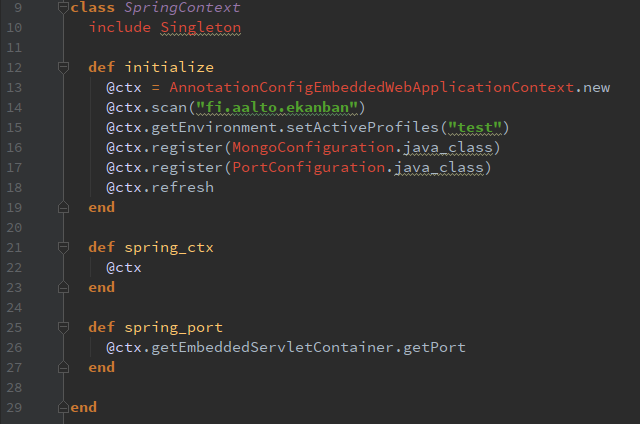 9 class SpringContext
10   include Singleton
11
12   def initialize
13     @ctx = AnnotationConfigEmbeddedWebApplicationContext.new
14     @ctx.scan("fi.aalto.ekanban")
15     @ctx.getEnvironment.setActiveProfiles("test")
16     @ctx.register(MongoConfiguration.java_class)
17     @ctx.register(PortConfiguration.java_class)
18     @ctx.refresh
19   end
20
21   def spring_ctx
22     @ctx
23   end
24
25   def spring_port
26     @ctx.getEmbeddedServletContainer.getPort
27   end
28
29 end